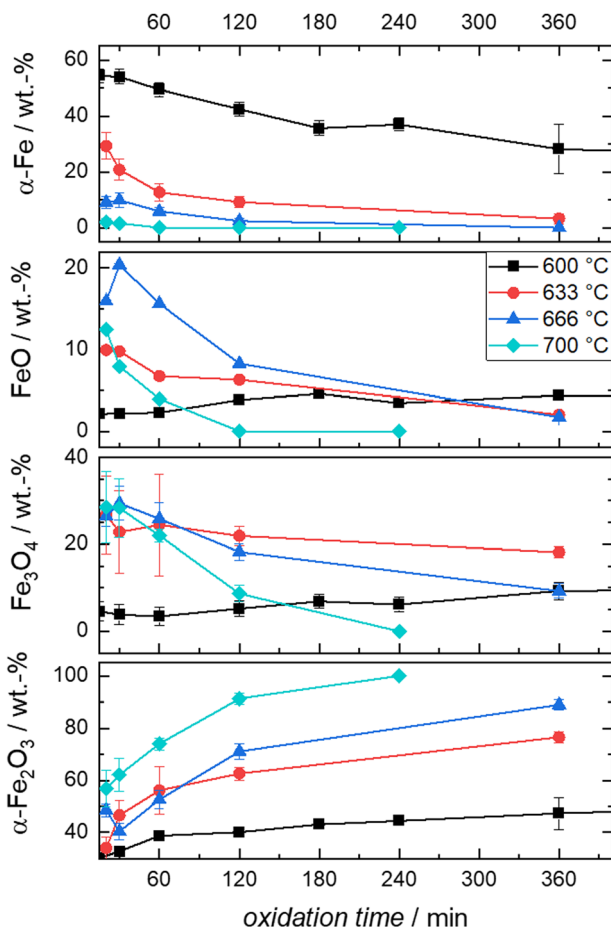 60 120 180 240 300 360
α-Fe / wt.-%
60
40
20
0
FeO / wt.-%
20
10
0
600 °C
633 °C
666 °C
700 °C
Fe₃O₄ / wt.-%
40
20
0
α-Fe₂O₃ / wt.-%
100
80
60
40
60 120 180 240 300 360
oxidation time / min